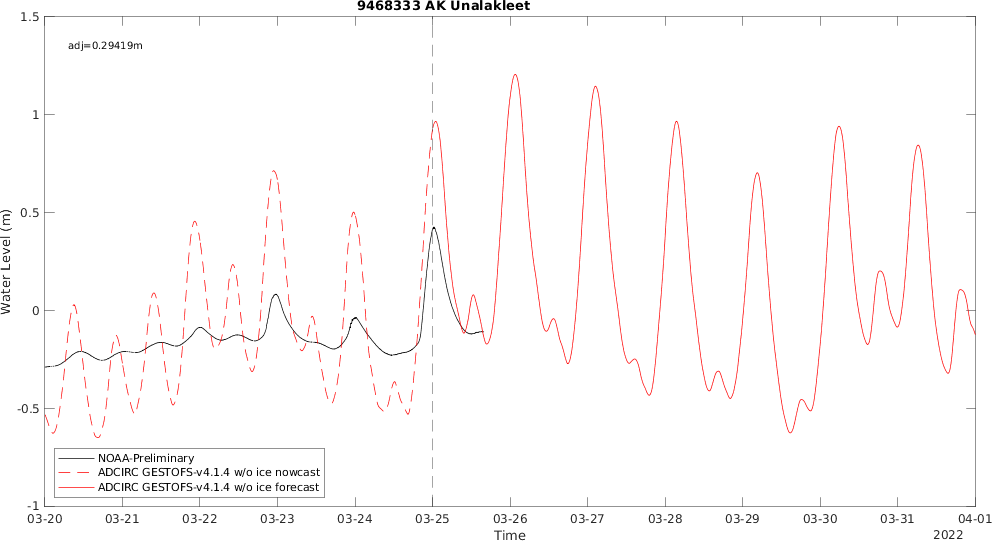 9468333 AK Unalakleet
adj=0.29419m
Water Level (m)
1.5
1
0.5
0
-0.5
-1
NOAA-Preliminary
ADCIRC GESTOFS-v4.1.4 w/o ice nowcast
ADCIRC GESTOFS-v4.1.4 w/o ice forecast
03-20 03-21 03-22 03-23 03-24 03-25 03-26 03-27 03-28 03-29 03-30 03-31 04-01
Time
2022